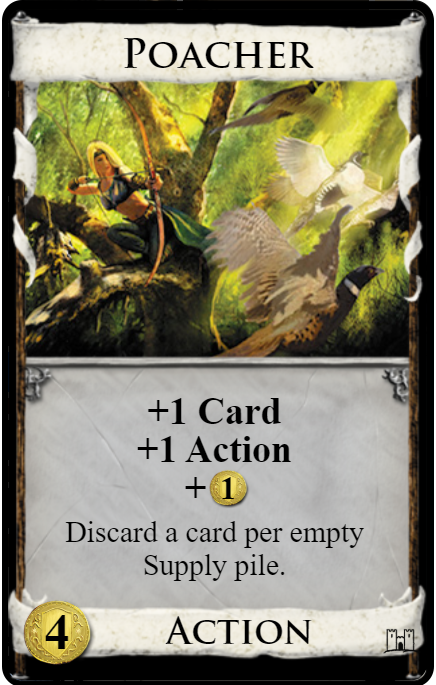 POACHER
+1 Card
+1 Action
+1
Discard a card per empty
Supply pile.
4
ACTION